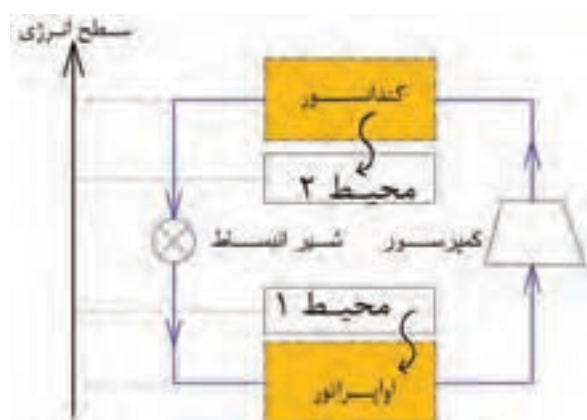 سطح انرژی
کندانسور
محیط ۲
شیر انبساط
کمپرسور
محیط ۱
اواپراتور